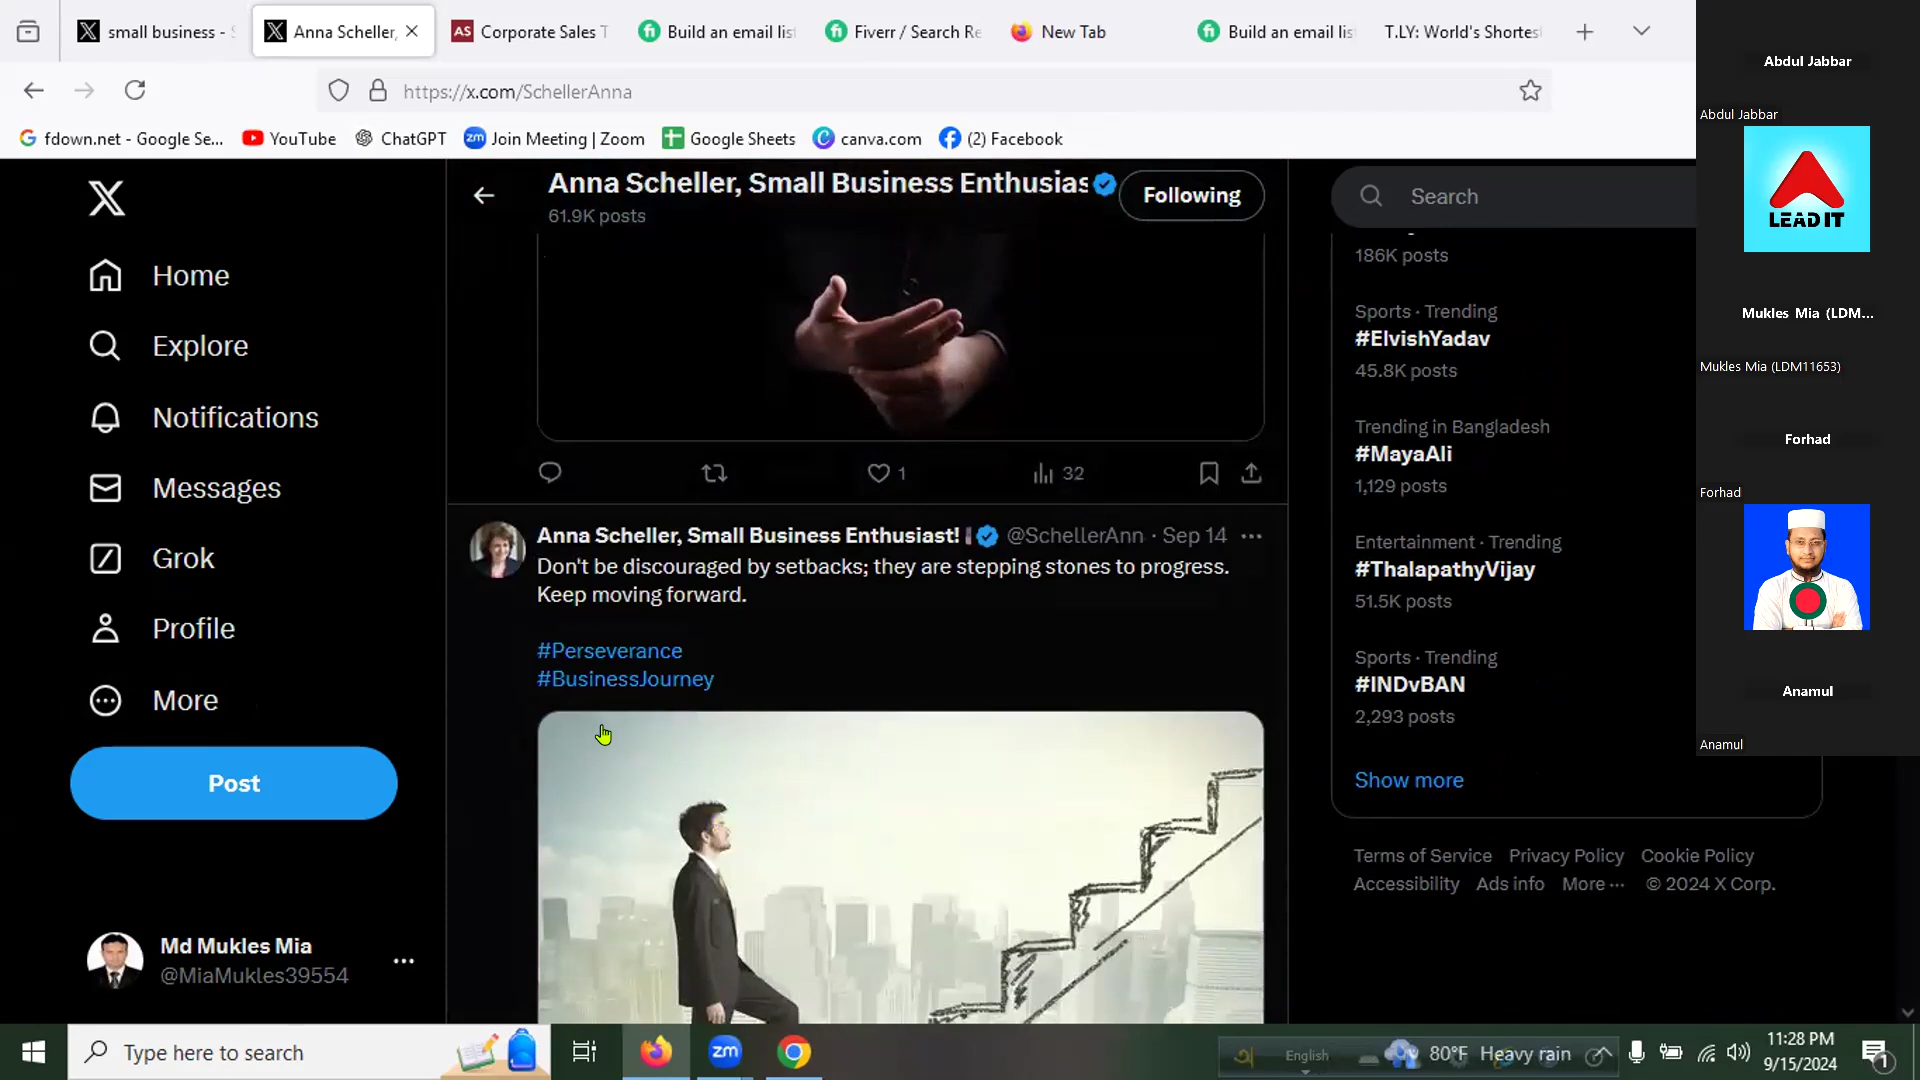 small business -
Anna Scheller,
AS
Corporate Sales T
Build an email lis
Fiverr / Search Re
New Tab
Build an email lis
T.LY: World's Shortes
https://x.com/SchellerAnna
fdown.net - Google Se...
YouTube
ChatGPT
zm
Join Meeting | Zoom
Google Sheets
canva.com
(2) Facebook
Anna Scheller, Small Business Enthusias
61.9K posts
Following
Home
Explore
Notifications
Messages
Grok
Profile
More
Post
Md Mukles Mia
@MiaMukles39554
1
32
Anna Scheller, Small Business Enthusiast! @SchellerAnn · Sep 14
Don't be discouraged by setbacks; they are stepping stones to progress.
Keep moving forward.
#Perseverance
#BusinessJourney
Search
186K posts
Sports · Trending
#ElvishYadav
45.8K posts
Trending in Bangladesh
#MayaAli
1,129 posts
Entertainment · Trending
#ThalapathyVijay
51.5K posts
Sports · Trending
#INDvBAN
2,293 posts
Show more
Terms of Service Privacy Policy Cookie Policy
Accessibility Ads info More ··· © 2024 X Corp.
Abdul Jabbar
Abdul Jabbar
LEAD IT
Mukles Mia (LDM...
Mukles Mia (LDM11653)
Forhad
Forhad
Anamul
Anamul
Type here to search
zm
English
80°F Heavy rain
11:28 PM
9/15/2024
1